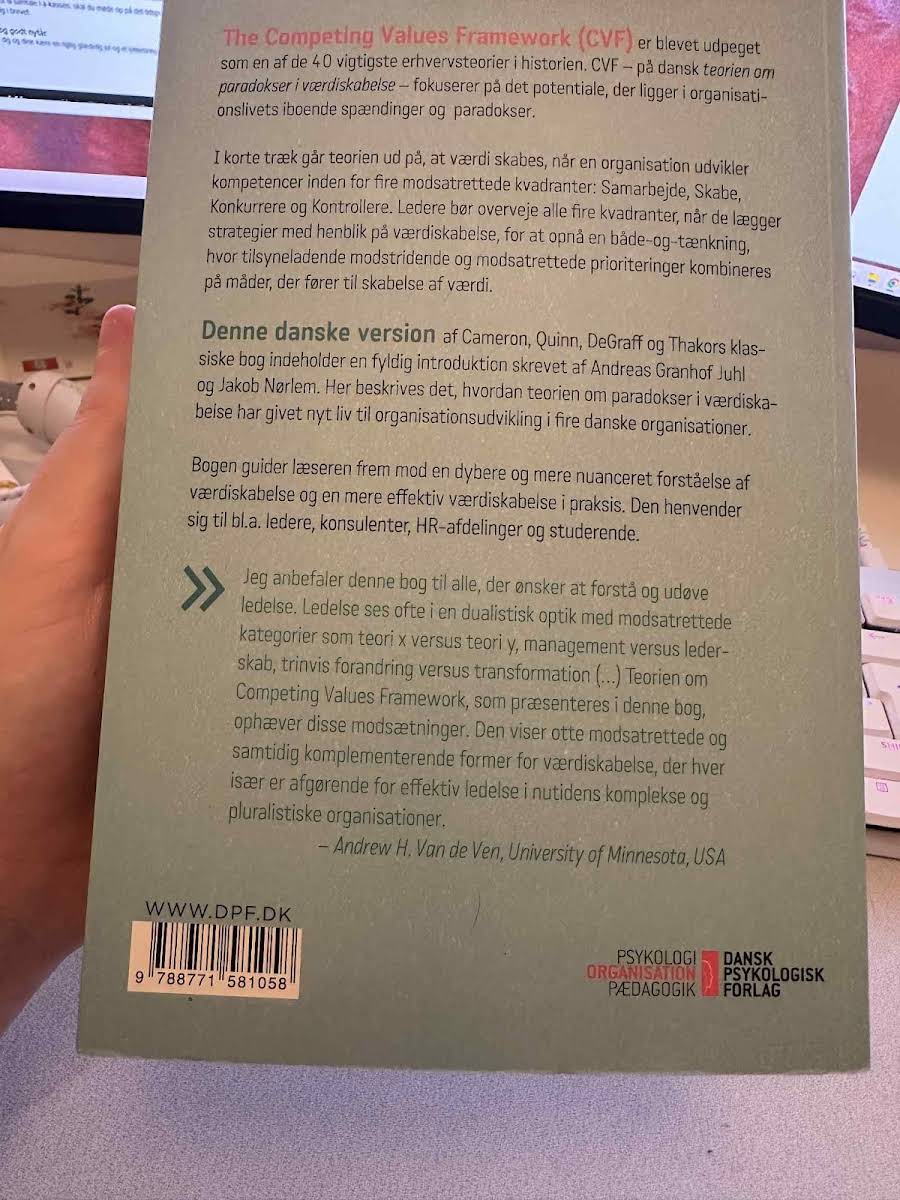 og godt nytår
The Competing Values Framework (CVF) er blevet udpeget
som en af de 40 vigtigste erhvervsteorier i historien. CVF – på dansk teorien om
paradokser i værdiskabelse – fokuserer på det potentiale, der ligger i organisati-
onslivets iboende spændinger og paradokser.
I korte træk går teorien ud på, at værdi skabes, når en organisation udvikler
kompetencer inden for fire modsatrettede kvadranter: Samarbejde, Skabe,
Konkurrere og Kontrollere. Ledere bør overveje alle fire kvadranter, når de lægger
strategier med henblik på værdiskabelse, for at opnå en både-og-tænkning,
hvor tilsyneladende modstridende og modsatrettede prioriteringer kombineres
på måder, der fører til skabelse af værdi.
Denne danske version af Cameron, Quinn, DeGraff og Thakors klas-
siske bog indeholder en fyldig introduktion skrevet af Andreas Granhof Juhl
og Jakob Nørlem. Her beskrives det, hvordan teorien om paradokser i værdiska-
belse har givet nyt liv til organisationsudvikling i fire danske organisationer.
Bogen guider læseren frem mod en dybere og mere nuanceret forståelse af
værdiskabelse og en mere effektiv værdiskabelse i praksis. Den henvender
sig til bl.a. ledere, konsulenter, HR-afdelinger og studerende.
Jeg anbefaler denne bog til alle, der ønsker at forstå og udøve
ledelse. Ledelse ses ofte i en dualistisk optik med modsatrettede
kategorier som teori x versus teori y, management versus leder-
skab, trinvis forandring versus transformation (...) Teorien om
Competing Values Framework, som præsenteres i denne bog,
ophæver disse modsætninger. Den viser otte modsatrettede og
samtidig komplementerende former for værdiskabelse, der hver
især er afgørende for effektiv ledelse i nutidens komplekse og
pluralistiske organisationer.
– Andrew H. Van de Ven, University of Minnesota, USA
WWW.DPF.DK
9 788771 581058
PSYKOLOGI
ORGANISATION
PÆDAGOGIK
DANSK
PSYKOLOGISK
FORLAG